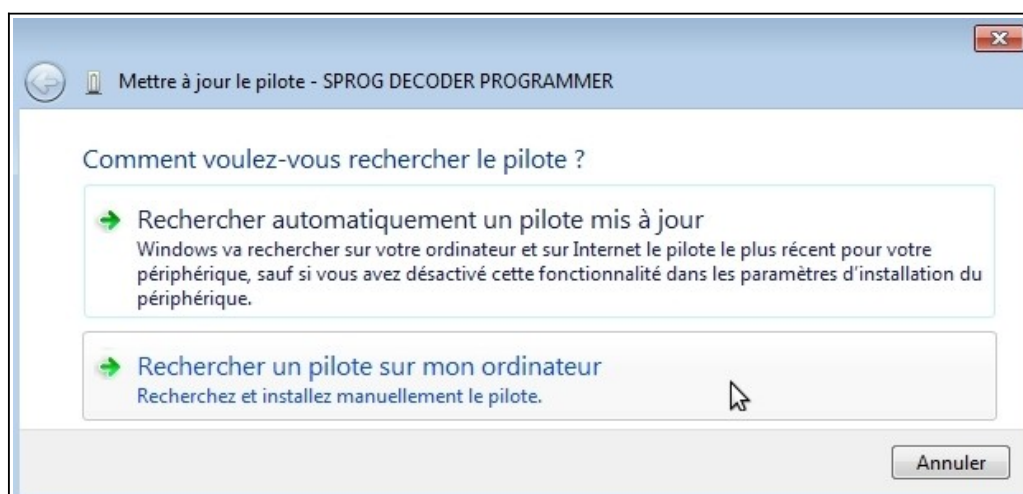 Mettre à jour le pilote - SPROG DECODER PROGRAMMER
Comment voulez-vous rechercher le pilote ?
Rechercher automatiquement un pilote mis à jour
Windows va rechercher sur votre ordinateur et sur Internet le pilote le plus récent pour votre
périphérique, sauf si vous avez désactivé cette fonctionnalité dans les paramètres d'installation du
périphérique.
Rechercher un pilote sur mon ordinateur
Recherchez et installez manuellement le pilote.
Annuler